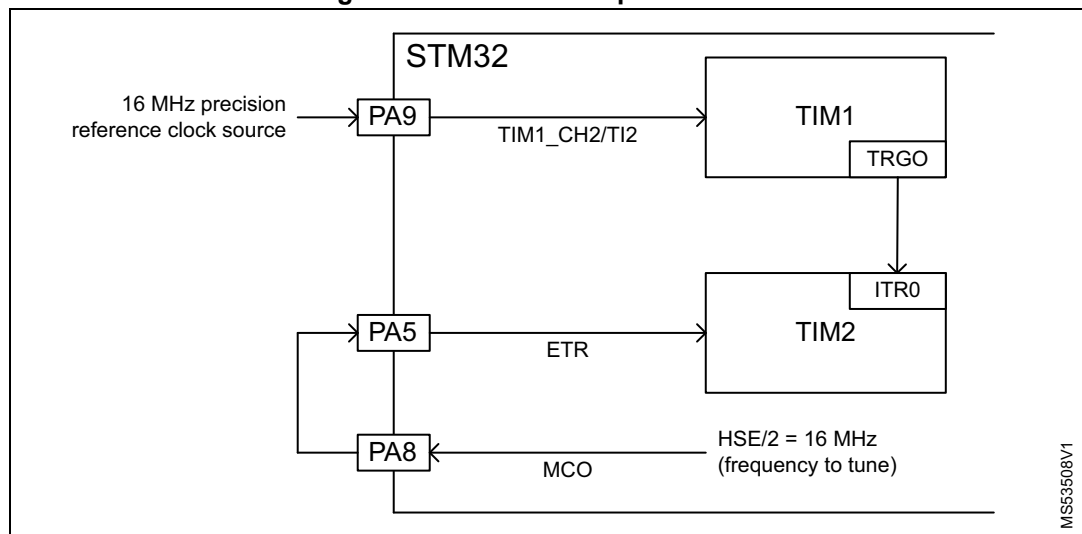 STM32
16 MHz precision
reference clock source
PA9
TIM1_CH2/TI2
TIM1
TRGO
ITR0
PA5
ETR
TIM2
PA8
MCO
HSE/2 = 16 MHz
(frequency to tune)
MS53508V1